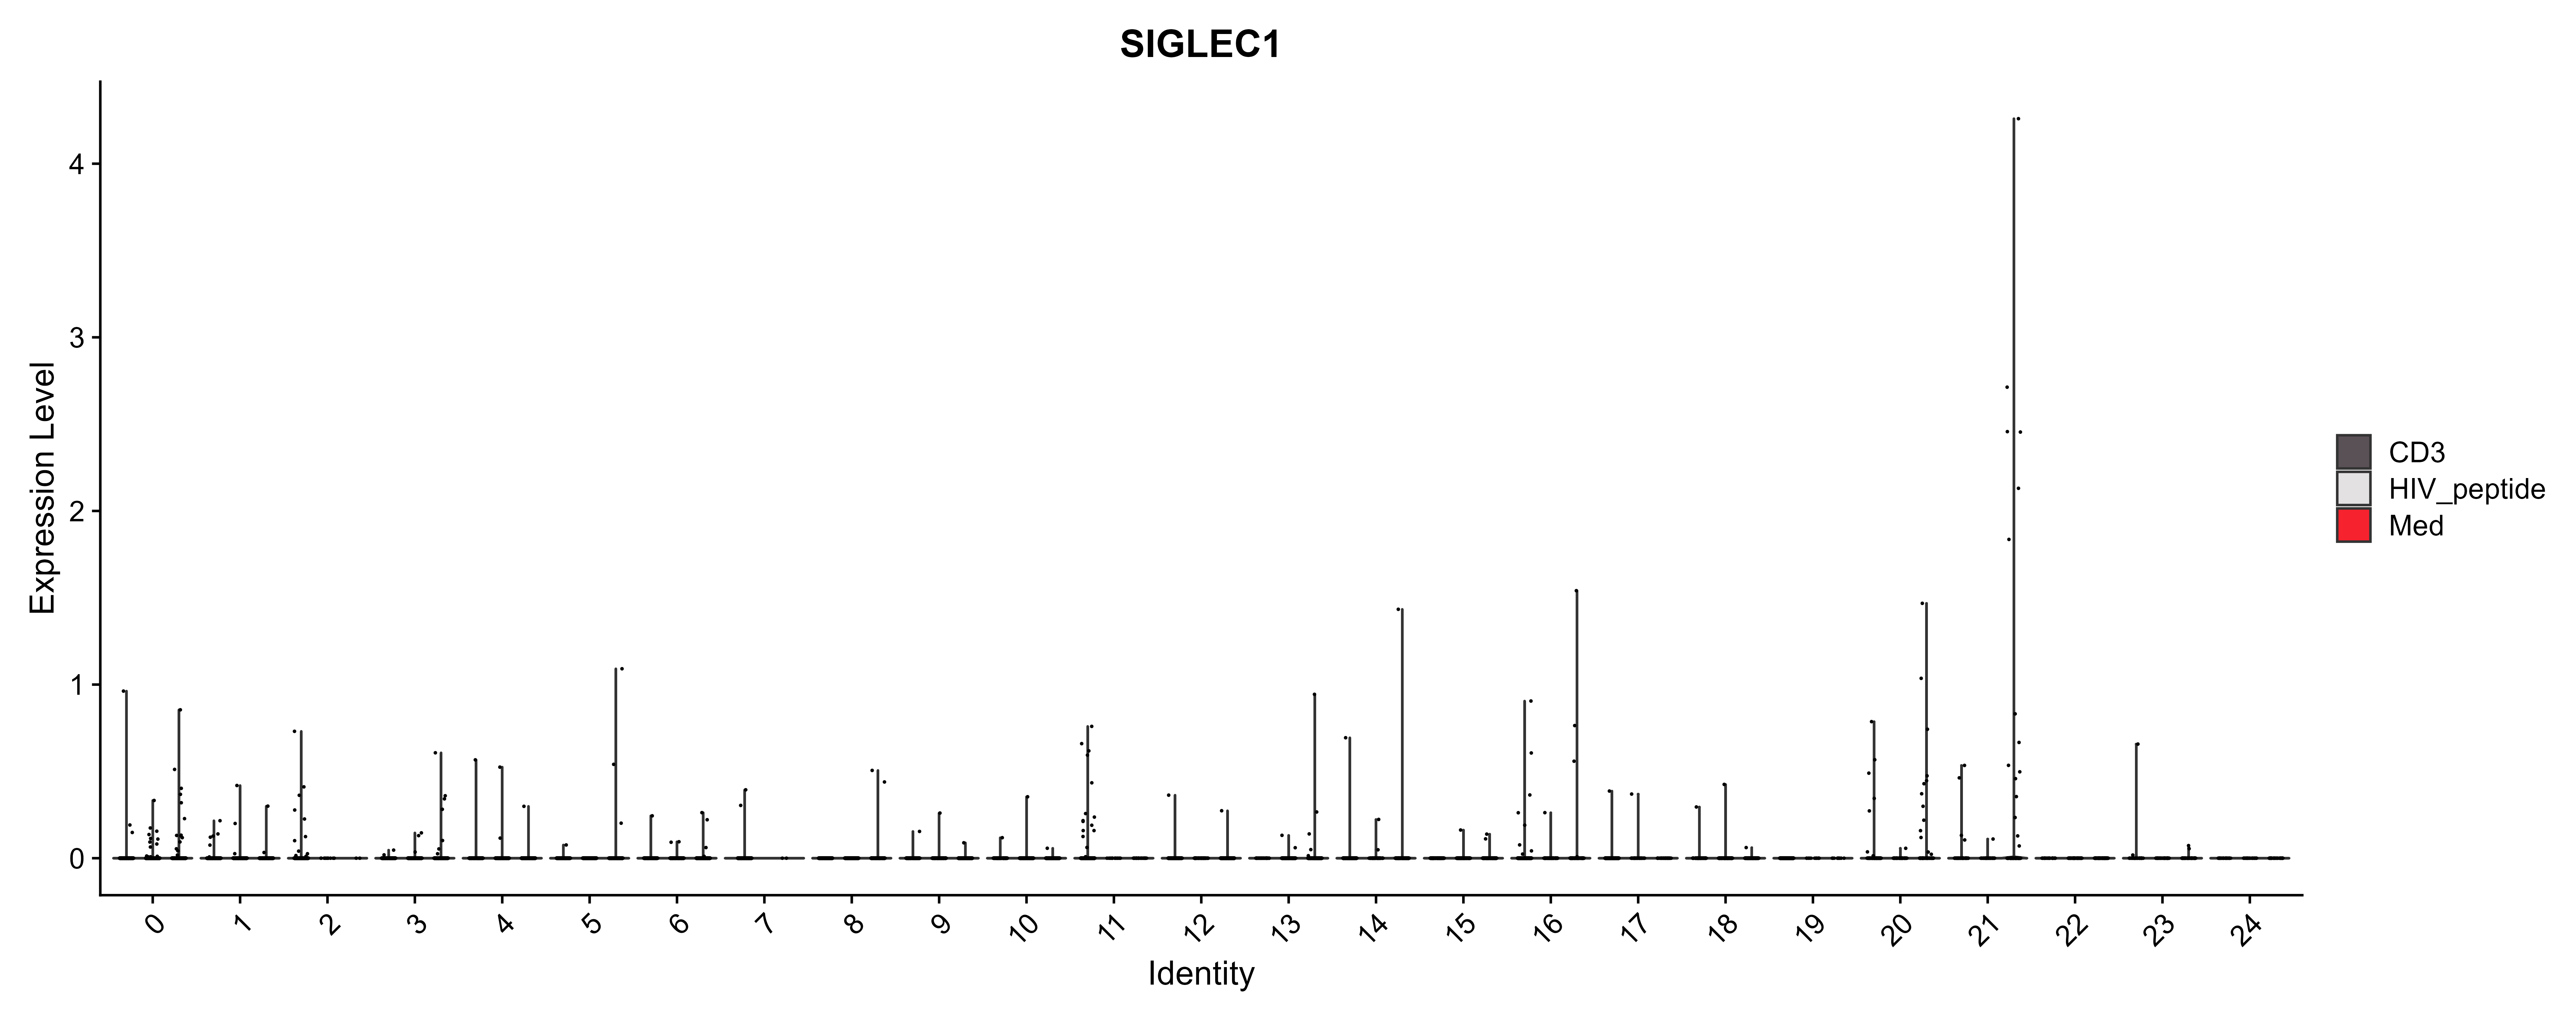 SIGLEC1
Expression Level
4
3
2
1
0
0 1 2 3 4 5 6 7 8 9 10 11 12 13 14 15 16 17 18 19 20 21 22 23 24
Identity
CD3
HIV_peptide
Med